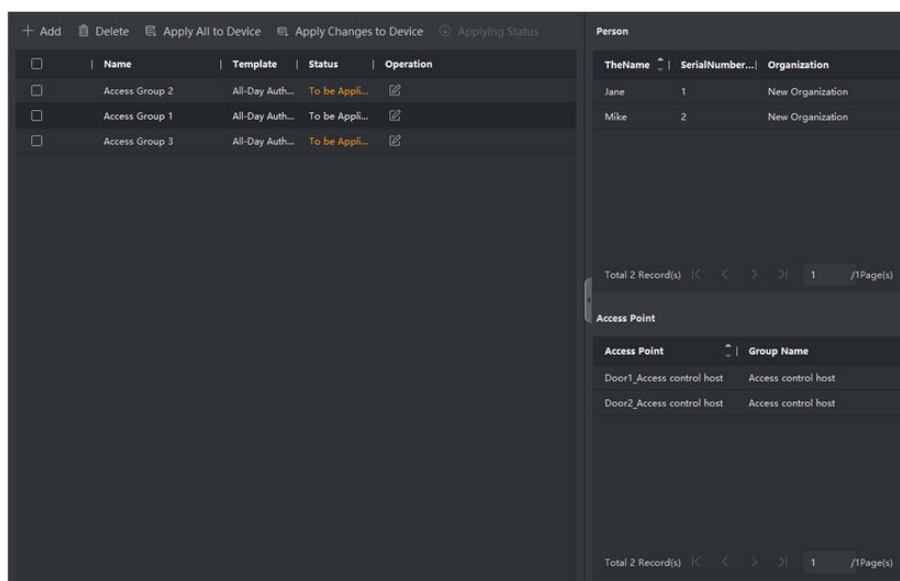 Add Delete Apply All to Device Apply Changes to Device Applying Status
Name Template Status Operation
Access Group 2 All-Day Auth... To be Appli...
Access Group 1 All-Day Auth... To be Appli...
Access Group 3 All-Day Auth... To be Appli...
Person
TheName SerialNumber... Organization
Jane 1 New Organization
Mike 2 New Organization
Total 2 Record(s) 1 /1Page(s)
Access Point
Access Point Group Name
Door1_Access control host Access control host
Door2_Access control host Access control host
Total 2 Record(s) 1 /1Page(s)